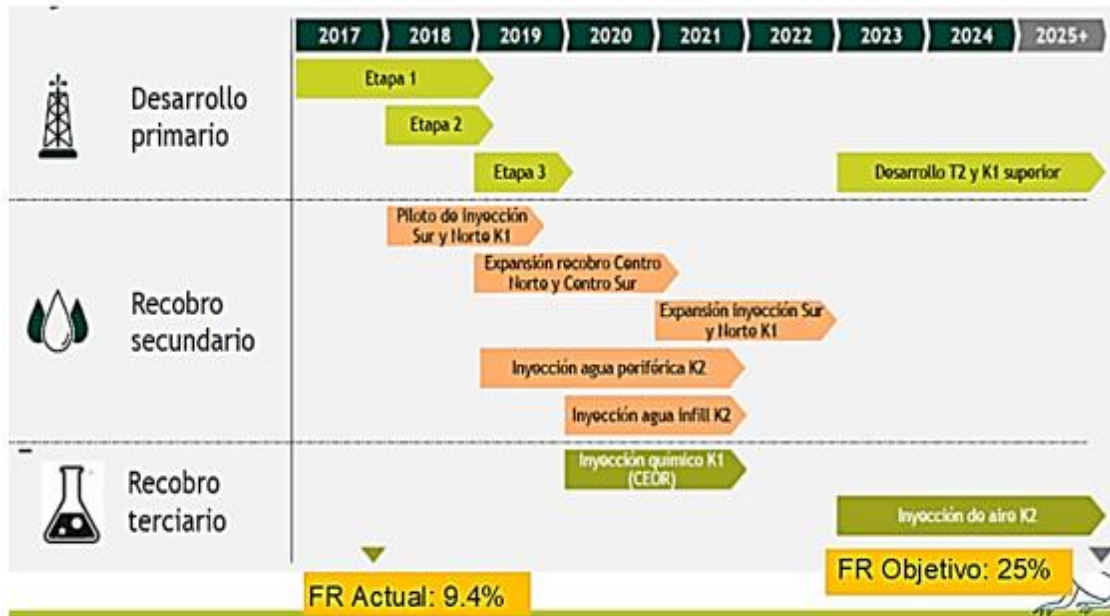 2017 2018 2019 2020 2021 2022 2023 2024 2025+
Desarrollo
primario
Etapa 1
Etapa 2
Etapa 3
Desarrollo T2 y K1 superior
Recobro
secundario
Piloto de Inyección
Sur y Norte K1
Expansión recobro Centro
Norte y Centro Sur
Expansión inyección Sur
y Norte K1
Inyección agua periférica K2
Inyección agua infill K2
Recobro
terciario
Inyección químico K1
(CEOR)
Inyección de aire K2
FR Actual: 9.4%
FR Objetivo: 25%